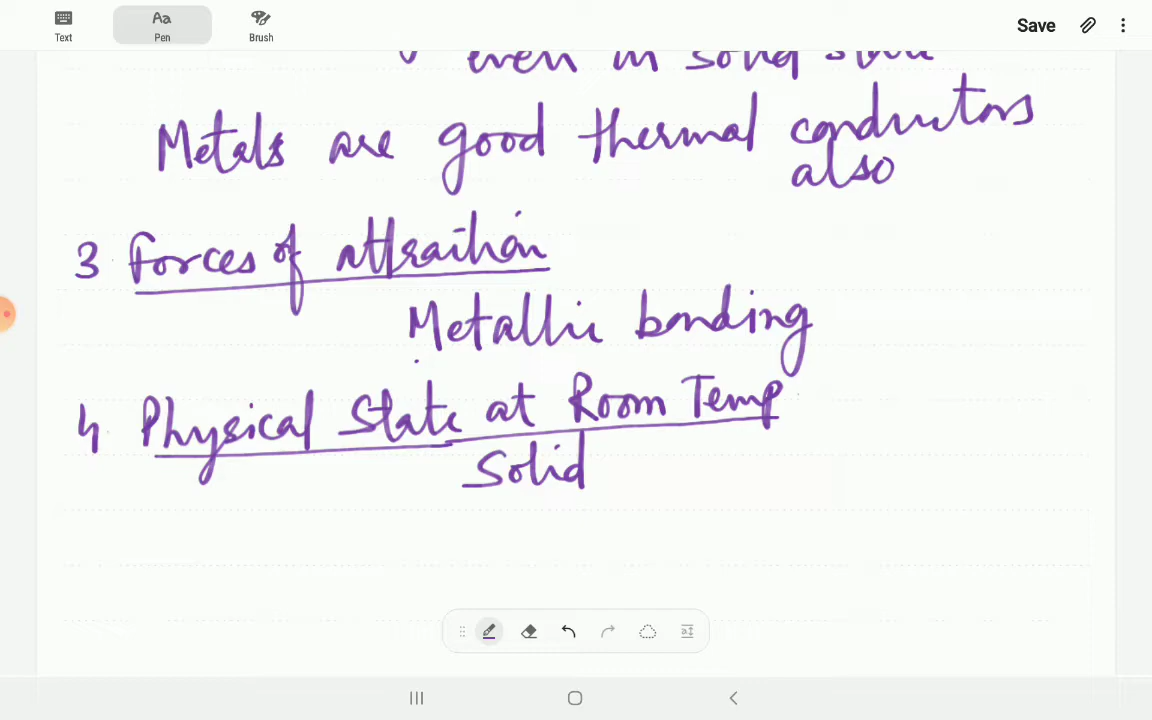 Text
Pen
Brush
Save
even in solid state
Metals are good thermal conductors
also
3 Forces of attraction
Metallic bonding
4 Physical State at Room Temp
Solid